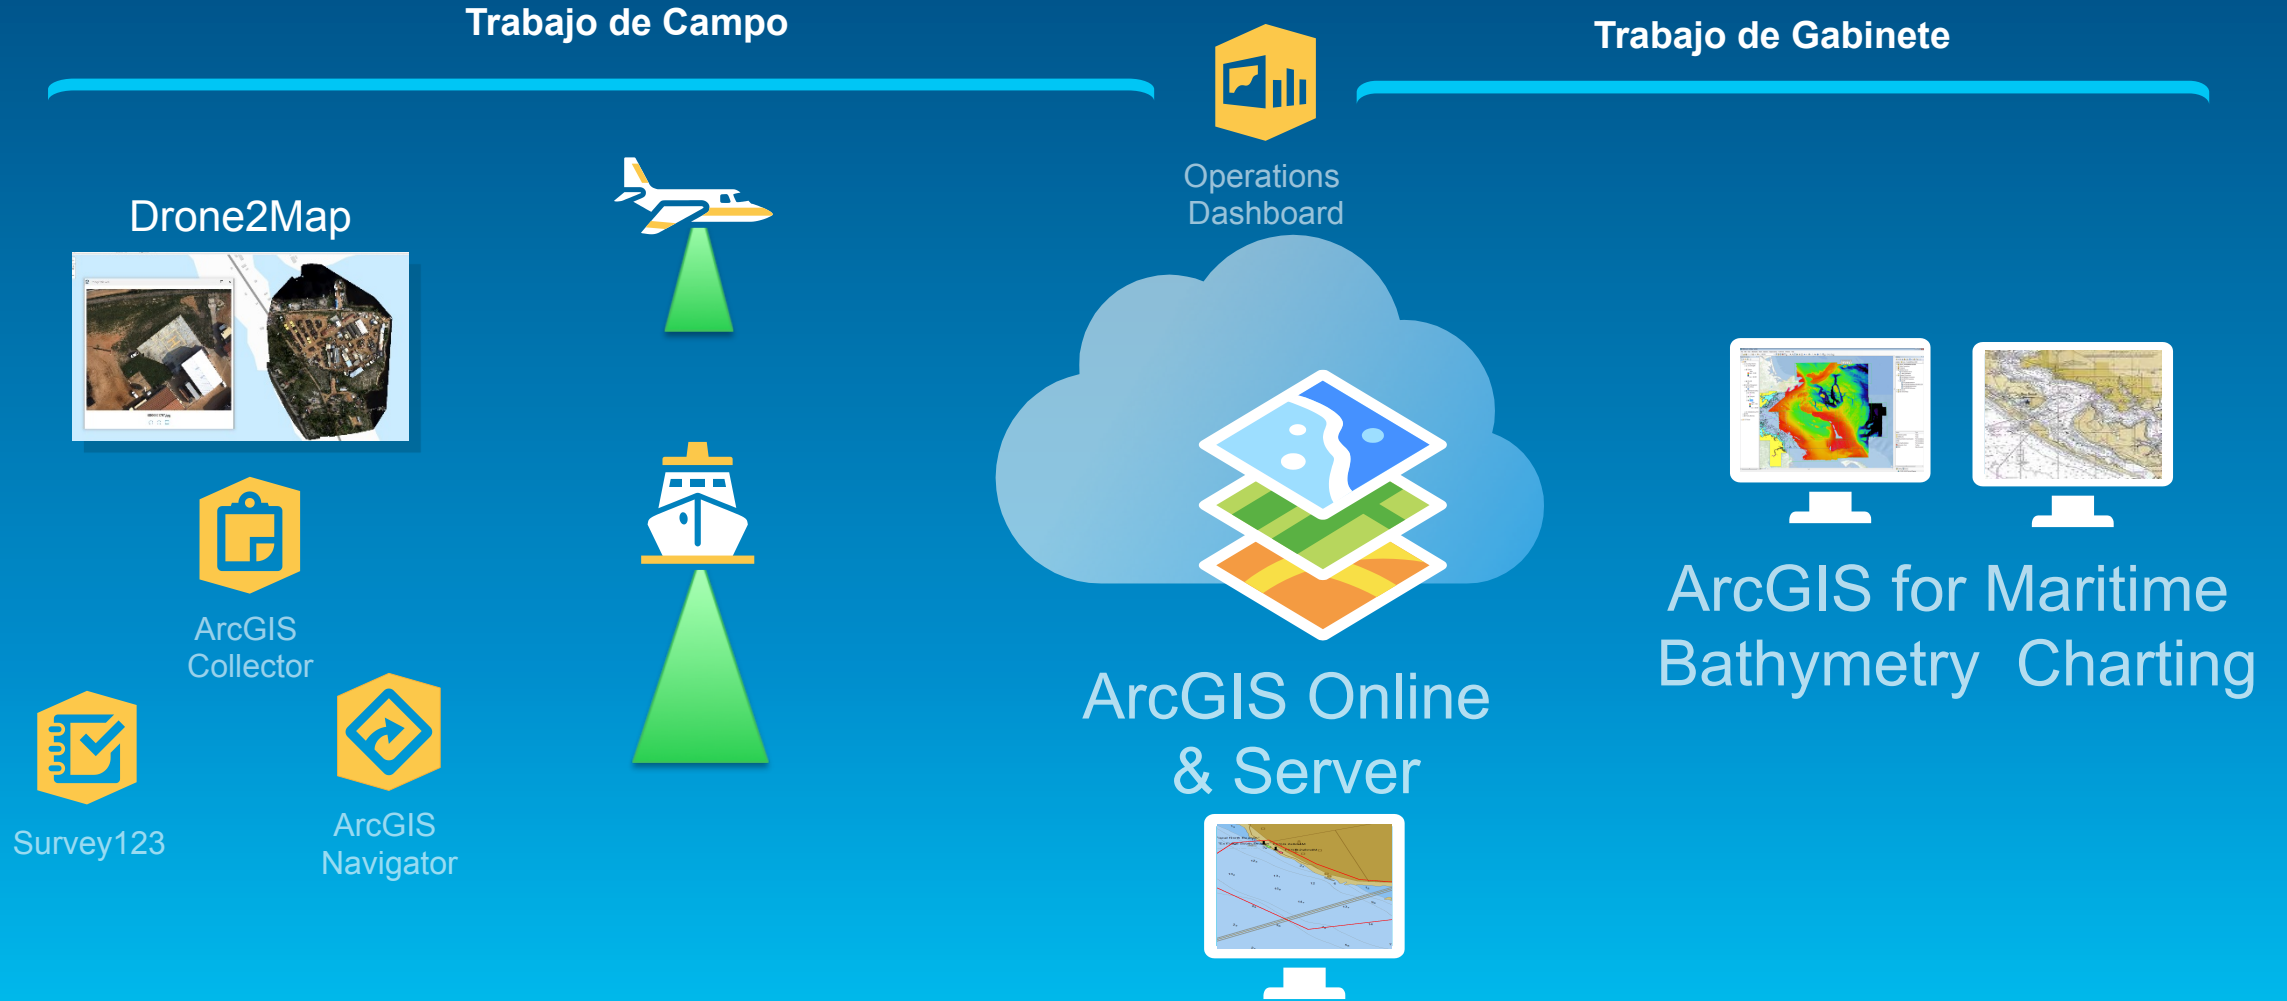 Trabajo de Campo
Trabajo de Gabinete
Operations
Dashboard
Drone2Map
ArcGIS
Collector
Survey123
ArcGIS
Navigator
ArcGIS Online
& Server
ArcGIS for Maritime
Bathymetry Charting